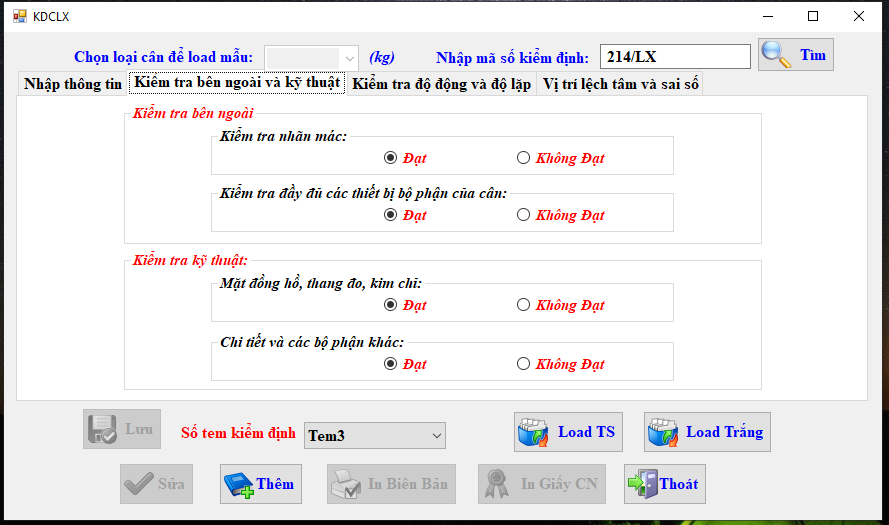 KDCLX
Chọn loại cân để load mẫu: (kg) Nhập mã số kiểm định: 214/LX Tìm
Nhập thông tin Kiểm tra bên ngoài và kỹ thuật Kiểm tra độ động và độ lặp Vị trí lệch tâm và sai số
Kiểm tra bên ngoài
Kiểm tra nhãn mác:
Đạt Không Đạt
Kiểm tra đầy đủ các thiết bị bộ phận của cân:
Đạt Không Đạt
Kiểm tra kỹ thuật:
Mặt đồng hồ, thang đo, kim chỉ:
Đạt Không Đạt
Chi tiết và các bộ phận khác:
Đạt Không Đạt
Lưu Số tem kiểm định Tem3 Load TS Load Trắng
Sửa Thêm In Biên Bản In Giấy CN Thoát